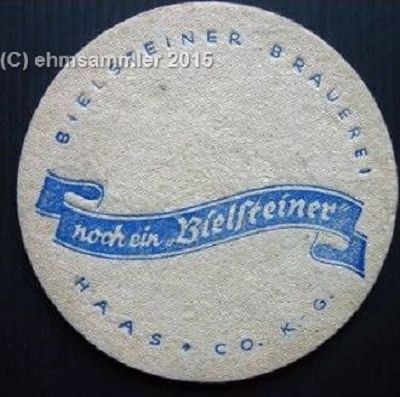 (C) ehmsammler 2015
BIELSTEINER BRAUEREI
noch ein „Bielsteiner"
HAAS + CO. K.-G.